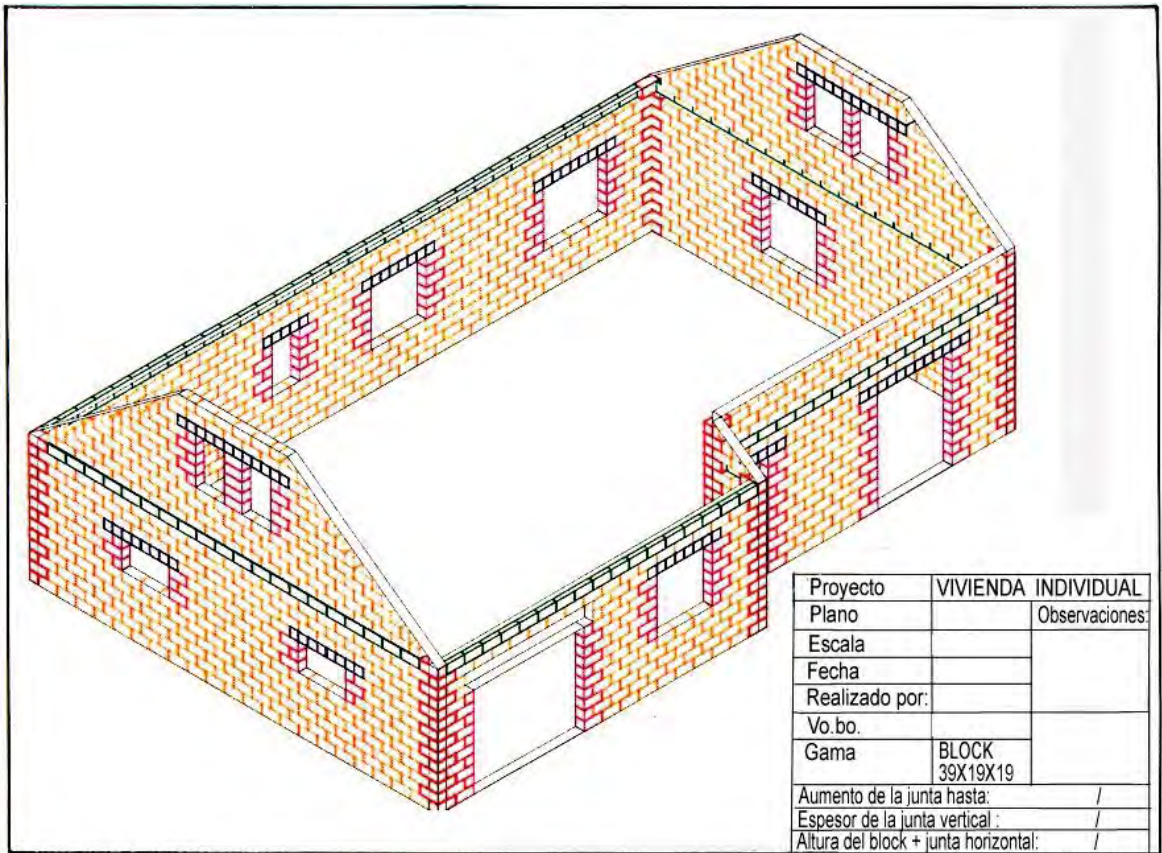 Proyecto VIVIENDA INDIVIDUAL
Plano Observaciones:
Escala
Fecha
Realizado por:
Vo.bo.
Gama BLOCK
39X19X19
Aumento de la junta hasta: /
Espesor de la junta vertical : /
Altura del block + junta horizontal: /